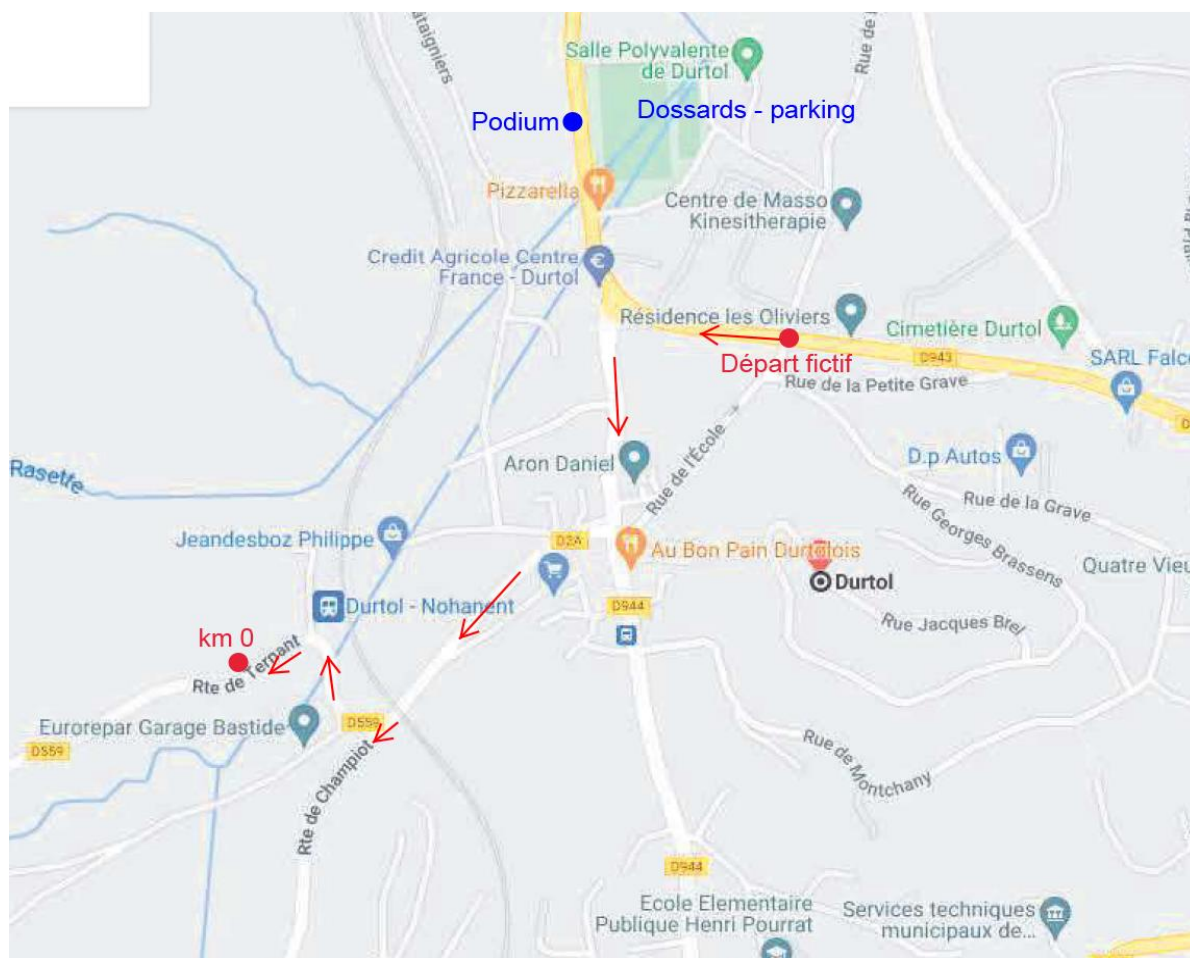 Salle Polyvalente
de Durtol
Dossards - parking
Podium
Pizzarella
Centre de Masso
Kinesitherapie
Credit Agricole Centre
France - Durtol
Résidence les Oliviers
Cimetière Durtol
D943
SARL Falco
Départ fictif
Rue de la Petite Grave
Rue de l'École →
Aron Daniel
D.p Autos
Rasette
Rue de la Grave
Rue Georges Brassens
Jeandesboz Philippe
D2A
Au Bon Pain Durtolois
Quatre Vieu
Durtol
Durtol - Nohanent
D944
Rue Jacques Brel
km 0
Rte de Ternant
Eurorepar Garage Bastide
D559
D559
Rte de Champiot
Rue de Montchany
D944
Ecole Elementaire
Publique Henri Pourrat
Services techniques
municipaux de...